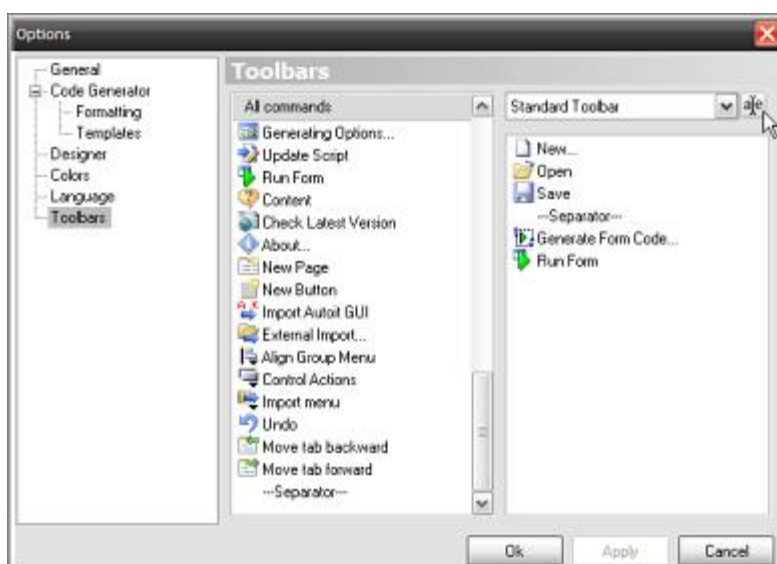 Options
General
Code Generator
Formatting
Templates
Designer
Colors
Language
Toolbars
Toolbars
All commands
Generating Options...
Update Script
Run Form
Content
Check Latest Version
About...
New Page
New Button
Import Autoit GUI
External Import...
Align Group Menu
Control Actions
Import menu
Undo
Move tab backward
Move tab forward
---Separator---
Standard Toolbar
a|e
New...
Open
Save
---Separator---
Generate Form Code...
Run Form
Ok
Apply
Cancel